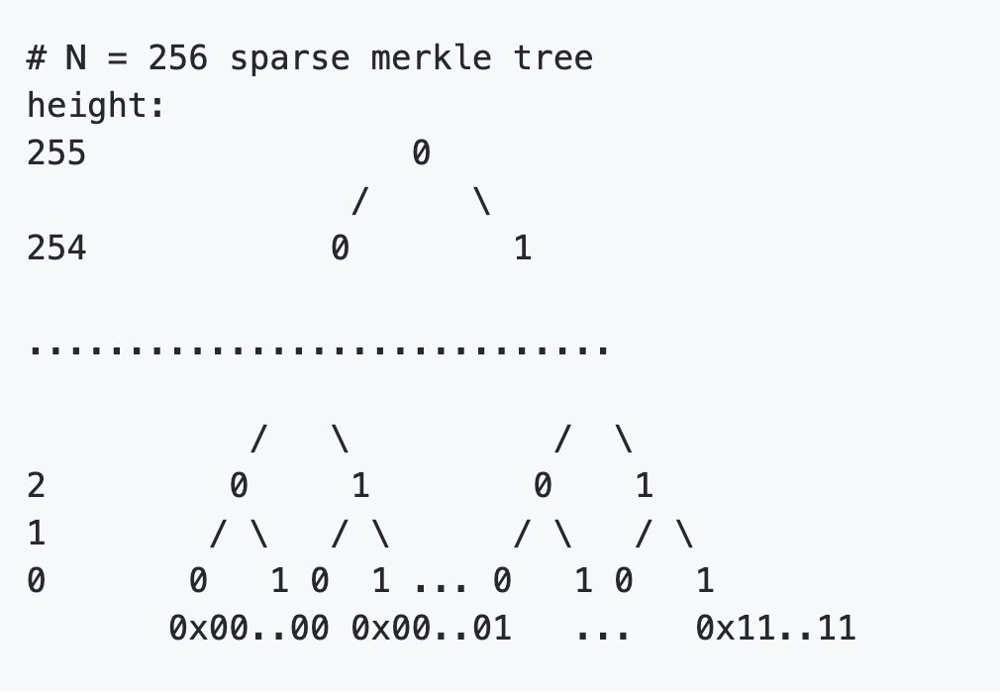 # N = 256 sparse merkle tree
height:
255                0
                /     \
254            0        1

.............................

           /   \          /  \
2         0     1        0    1
1        / \   / \      / \   / \
0       0   1 0  1 ... 0   1 0   1
       0x00..00 0x00..01   ...   0x11..11